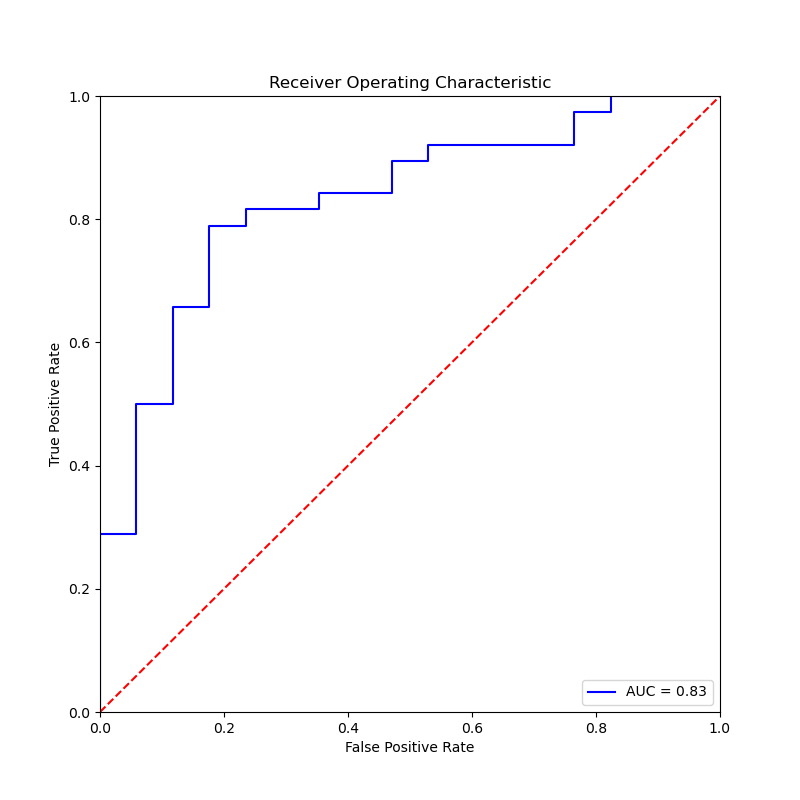 Receiver Operating Characteristic
1.0
0.8
0.6
0.4
0.2
0.0
True Positive Rate
AUC = 0.83
0.0 0.2 0.4 0.6 0.8 1.0
False Positive Rate